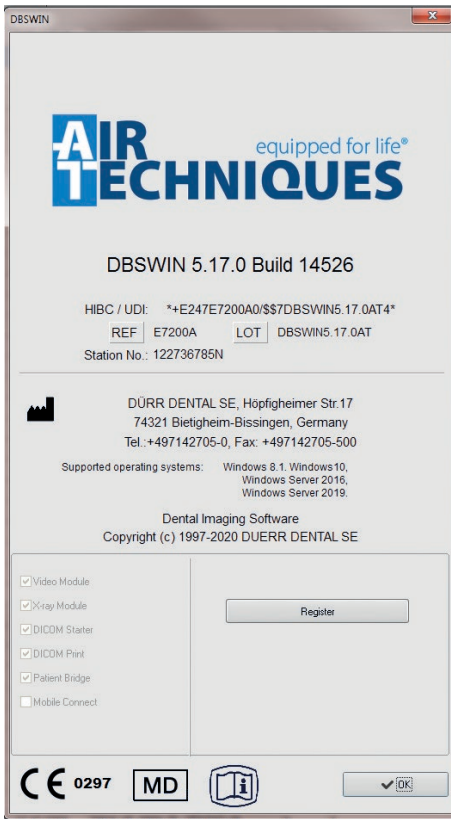 DBSWIN
AIR TECHNIQUES
equipped for life®
DBSWIN 5.17.0 Build 14526
HIBC / UDI: *+E247E7200A0/$$7DBSWIN5.17.0AT4*
REF E7200A LOT DBSWIN5.17.0AT
Station No.: 122736785N
DÜRR DENTAL SE, Höpfigheimer Str.17
74321 Bietigheim-Bissingen, Germany
Tel.:+497142705-0, Fax: +497142705-500
Supported operating systems: Windows 8.1. Windows10,
Windows Server 2016,
Windows Server 2019.
Dental Imaging Software
Copyright (c) 1997-2020 DUERR DENTAL SE
Video Module
X-ray Module
DICOM Starter
DICOM Print
Patient Bridge
Mobile Connect
Register
CE 0297 MD i
OK